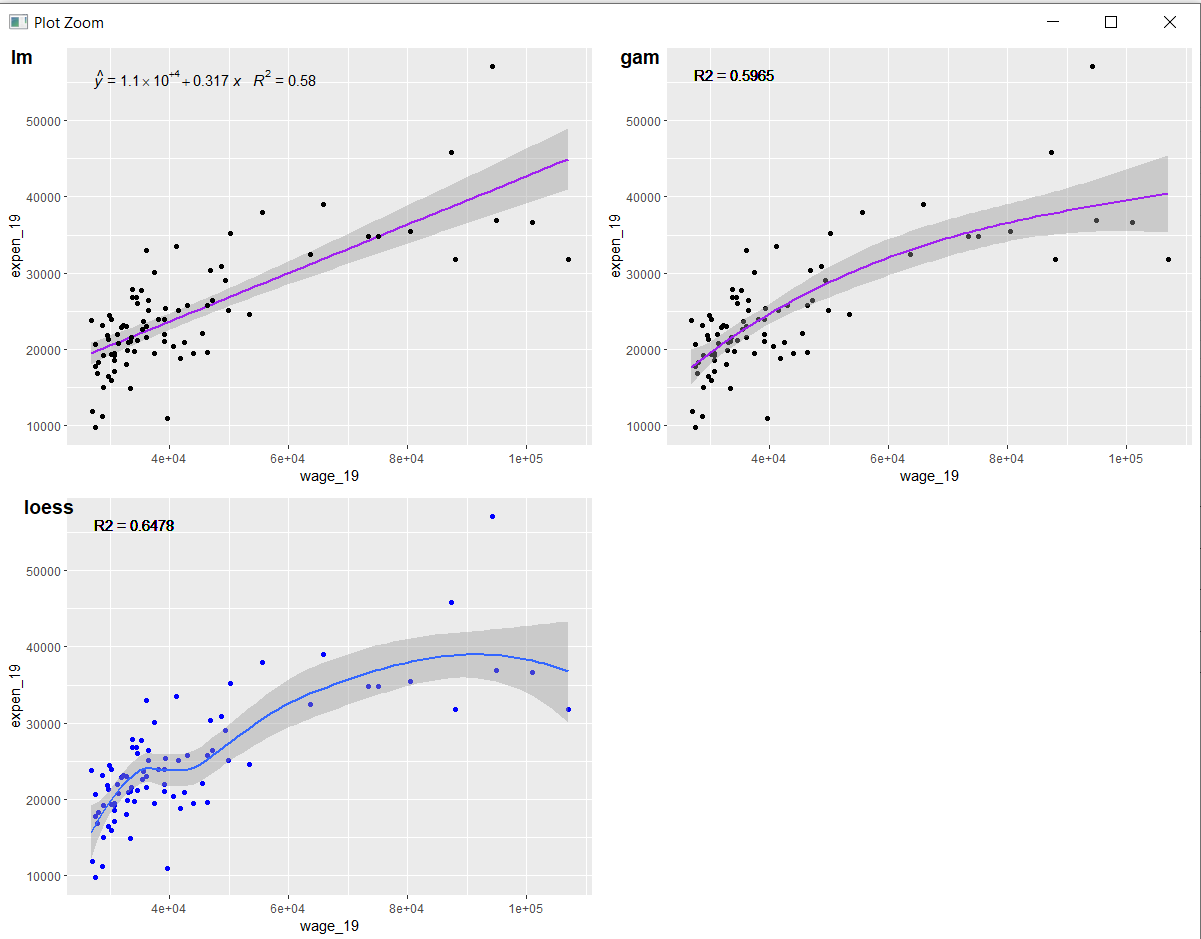 Plot Zoom
lm
ŷ = 1.1 × 10⁺⁴ + 0.317 x R² = 0.58
50000
40000
30000
20000
10000
expen_19
4e+04 6e+04 8e+04 1e+05
wage_19
gam
R2 = 0.5965
50000
40000
30000
20000
10000
expen_19
4e+04 6e+04 8e+04 1e+05
wage_19
loess
R2 = 0.6478
50000
40000
30000
20000
10000
expen_19
4e+04 6e+04 8e+04 1e+05
wage_19